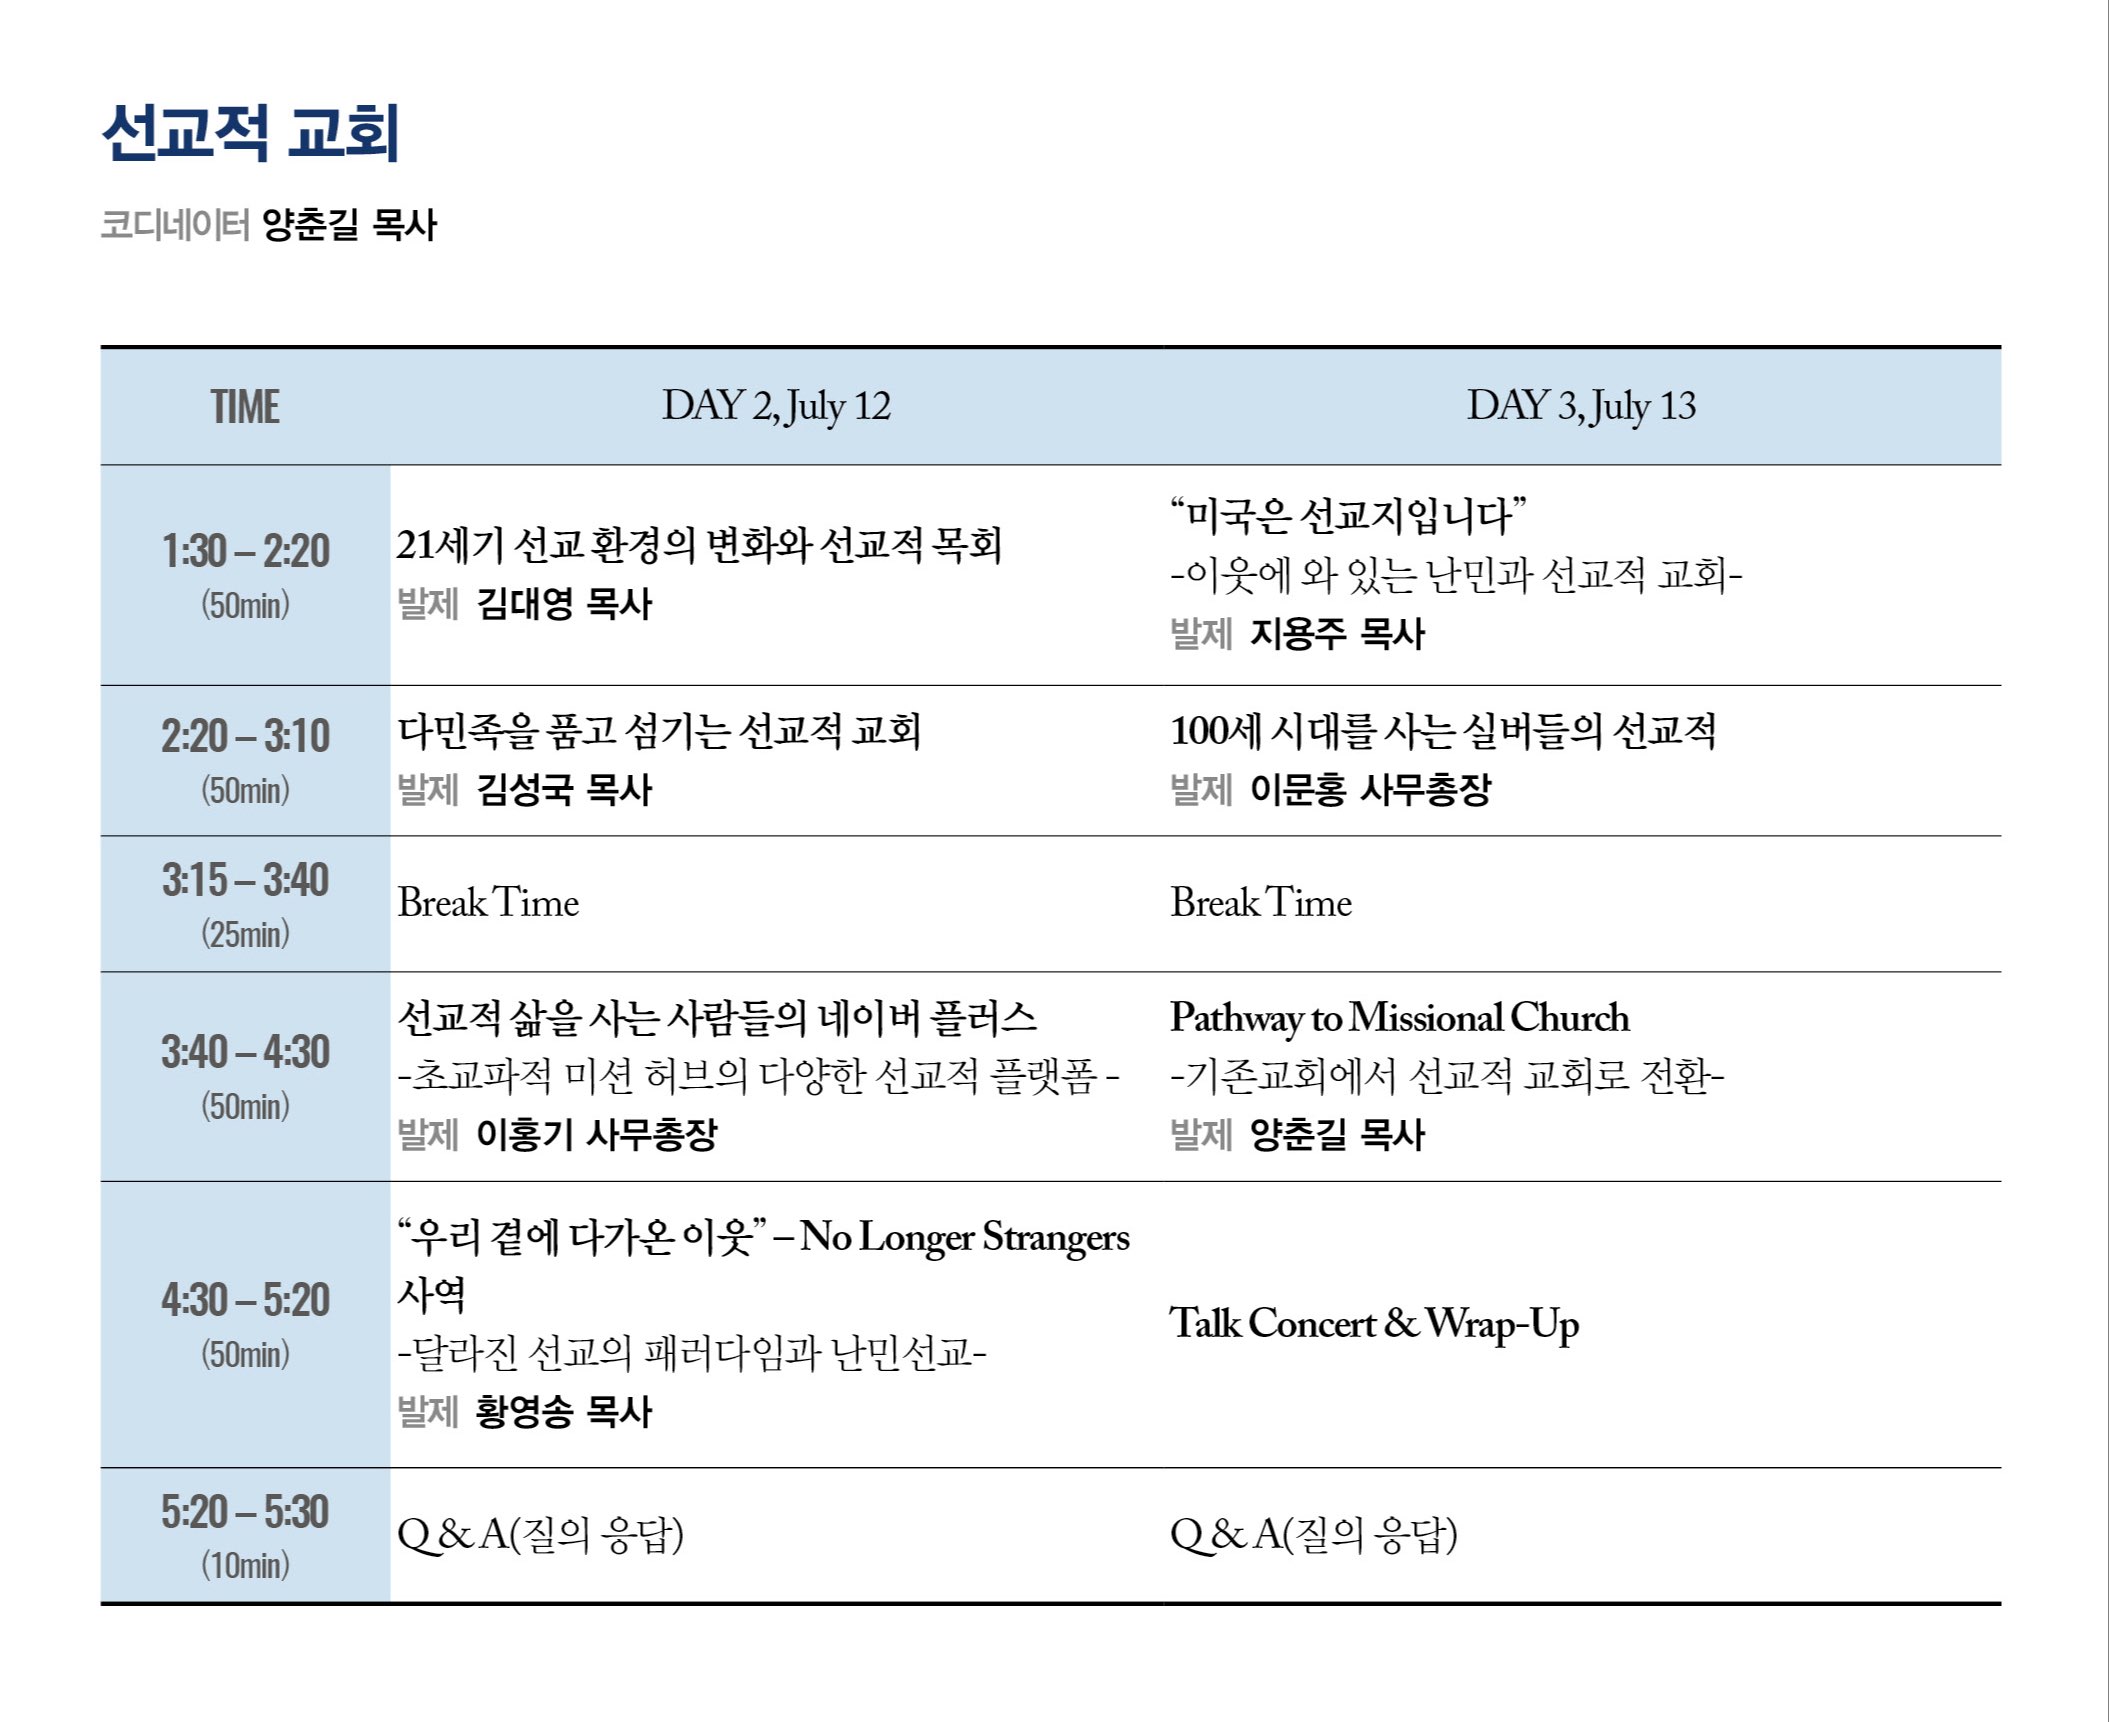 선교적 교회
코디네이터 양춘길 목사
TIME DAY 2, July 12 DAY 3, July 13
1:30 – 2:20
(50min)
21세기 선교 환경의 변화와 선교적 목회
발제 김대영 목사
“미국은 선교지입니다”
-이웃에 와 있는 난민과 선교적 교회-
발제 지용주 목사
2:20 – 3:10
(50min)
다민족을 품고 섬기는 선교적 교회
발제 김성국 목사
100세 시대를 사는 실버들의 선교적
발제 이문홍 사무총장
3:15 – 3:40
(25min)
Break Time
Break Time
3:40 – 4:30
(50min)
선교적 삶을 사는 사람들의 네이버 플러스
-초교파적 미션 허브의 다양한 선교적 플랫폼 -
발제 이홍기 사무총장
Pathway to Missional Church
-기존교회에서 선교적 교회로 전환-
발제 양춘길 목사
4:30 – 5:20
(50min)
“우리 곁에 다가온 이웃” – No Longer Strangers
사역
-달라진 선교의 패러다임과 난민선교-
발제 황영송 목사
Talk Concert & Wrap-Up
5:20 – 5:30
(10min)
Q & A(질의 응답)
Q & A(질의 응답)